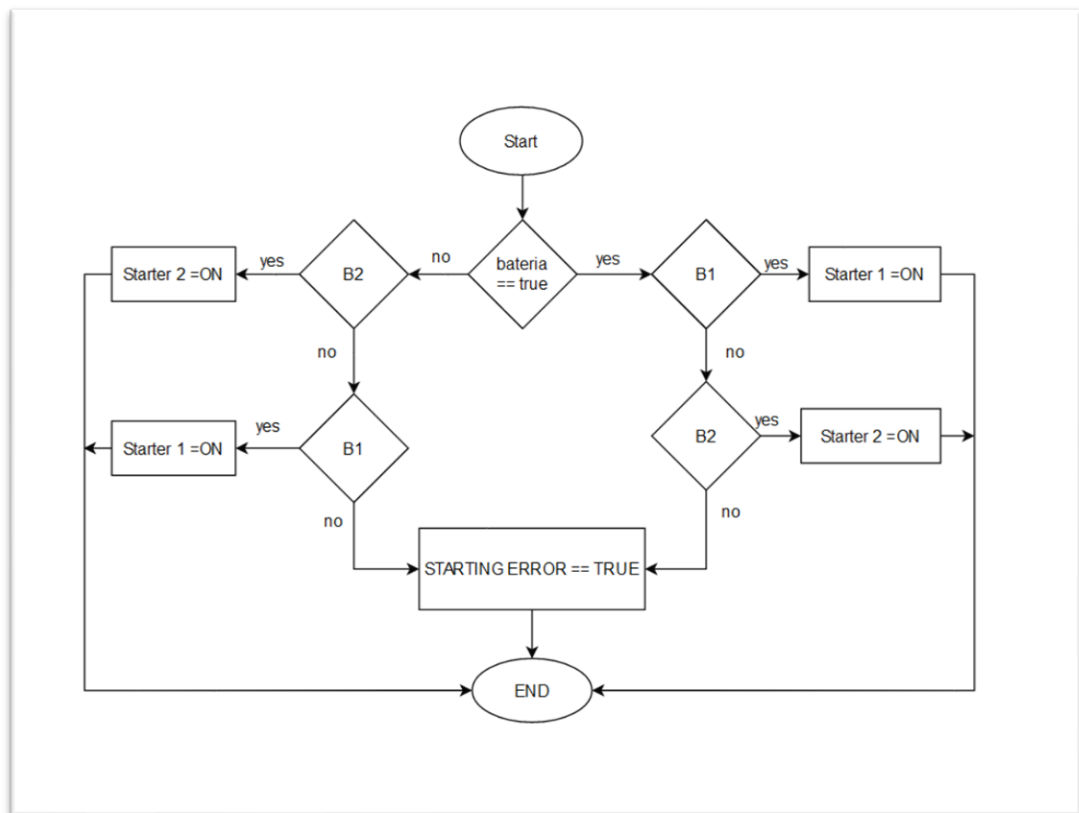 Start
no
yes
bateria
== true
yes
B2
Starter 2 =ON
B1
yes
Starter 1 =ON
no
no
yes
B1
Starter 1 =ON
B2
yes
Starter 2 =ON
no
no
STARTING ERROR == TRUE
END